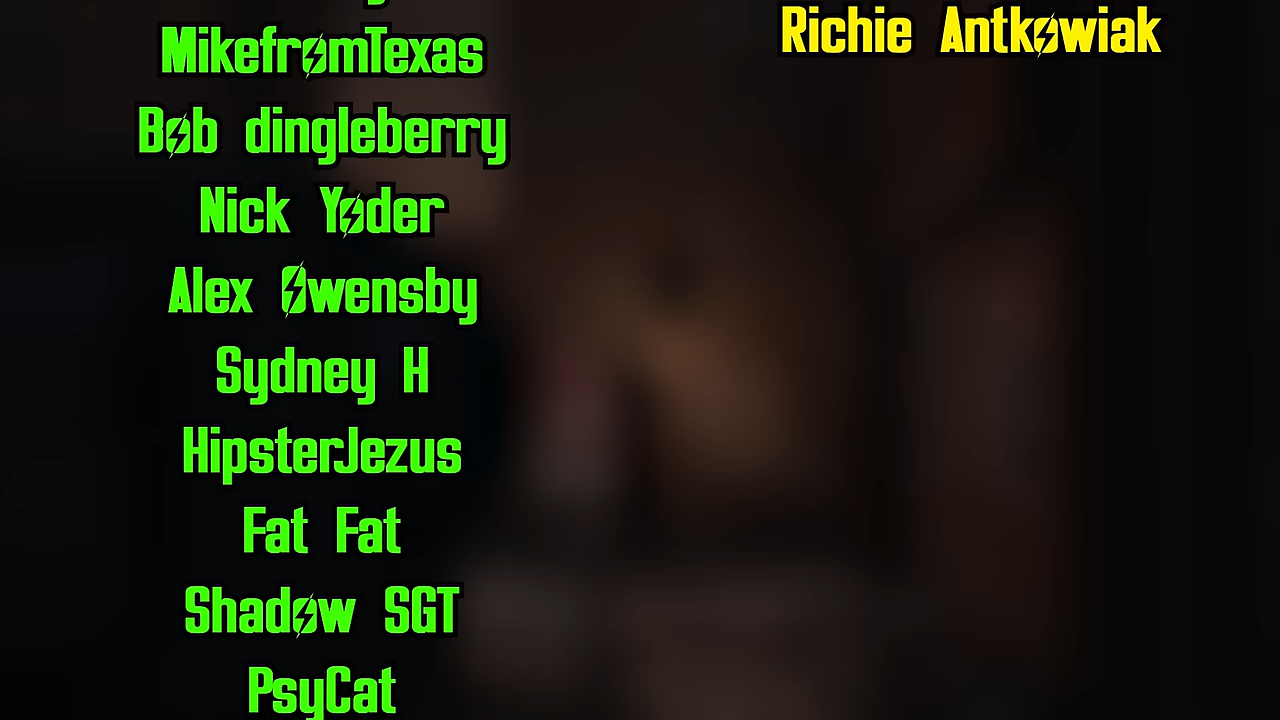 MikefromTexas
Bob dingleberry
Nick Yoder
Alex Owensby
Sydney H
HipsterJezus
Fat Fat
Shadow SGT
PsyCat
Richie Antkowiak